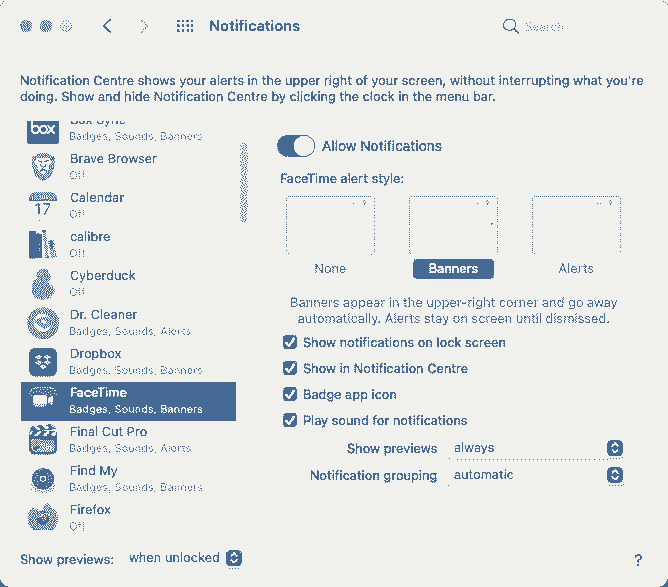 Notifications
Search
Notification Centre shows your alerts in the upper right of your screen, without interrupting what you're
doing. Show and hide Notification Centre by clicking the clock in the menu bar.
box
Box Sync
Badges, Sounds, Banners
Brave Browser
Off
Calendar
17
Off
calibre
Off
Cyberduck
Off
Dr. Cleaner
Badges, Sounds, Alerts
Dropbox
Badges, Sounds, Banners
FaceTime
Badges, Sounds, Banners
Final Cut Pro
Badges, Sounds, Alerts
Find My
Badges, Sounds, Banners
Firefox
Off
Show previews: when unlocked
Allow Notifications
FaceTime alert style:
None
Banners
Alerts
Banners appear in the upper-right corner and go away
automatically. Alerts stay on screen until dismissed.
Show notifications on lock screen
Show in Notification Centre
Badge app icon
Play sound for notifications
Show previews always
Notification grouping automatic
?